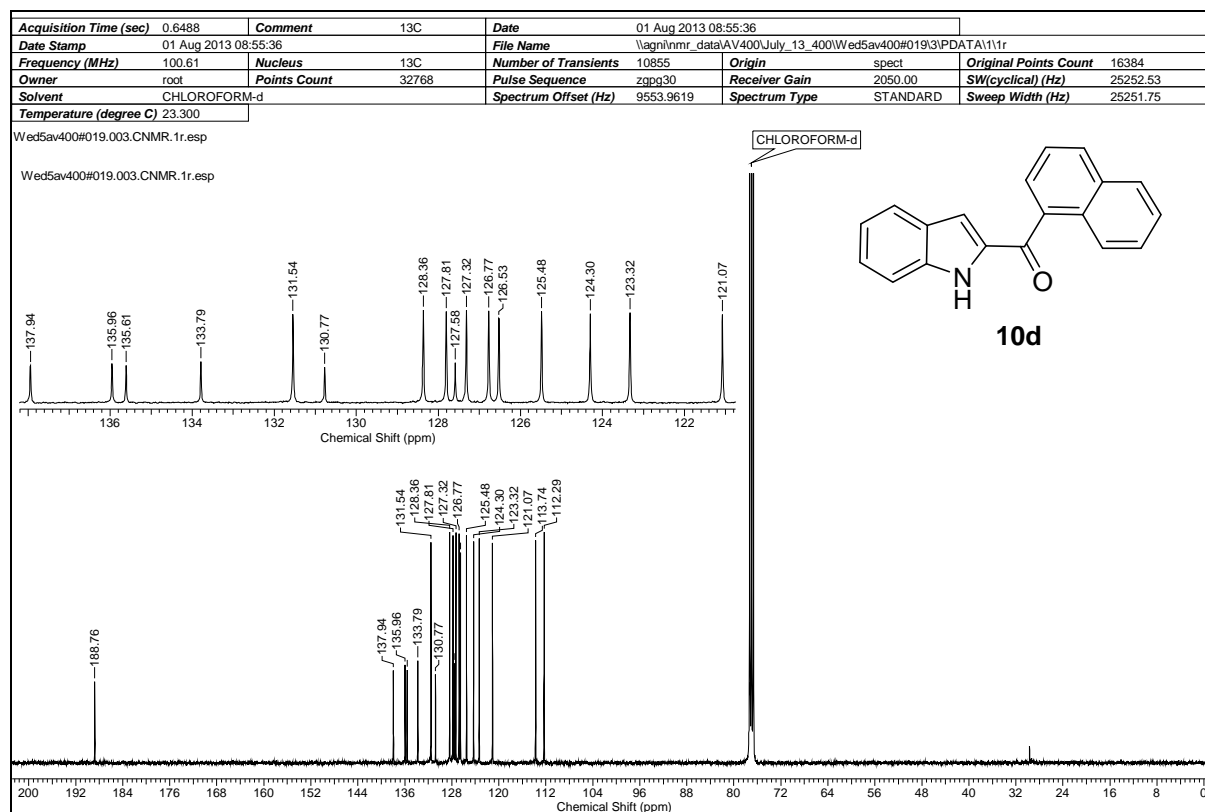 Acquisition Time (sec) 0.6488 Comment 13C Date 01 Aug 2013 08:55:36
Date Stamp 01 Aug 2013 08:55:36 File Name \\agni\nmr_data\AV400\July_13_400\Wed5av400#019\3\PDATA\1\1r
Frequency (MHz) 100.61 Nucleus 13C Number of Transients 10855 Origin spect Original Points Count 16384
Owner root Points Count 32768 Pulse Sequence zgpg30 Receiver Gain 2050.00 SW(cyclical) (Hz) 25252.53
Solvent CHLOROFORM-d Spectrum Offset (Hz) 9553.9619 Spectrum Type STANDARD Sweep Width (Hz) 25251.75
Temperature (degree C) 23.300
Wed5av400#019.003.CNMR.1r.esp
CHLOROFORM-d
Wed5av400#019.003.CNMR.1r.esp
137.94 135.96 135.61 133.79 131.54 130.77 128.36 127.81 127.58 127.32 126.77 126.53 125.48 124.30 123.32 121.07
136 134 132 130 128 126 124 122
Chemical Shift (ppm)
N
H
O
10d
188.76 137.94 135.96 133.79 131.54 130.77 128.36 127.81 127.32 126.77 125.48 124.30 123.32 121.07 113.74 112.29
200 192 184 176 168 160 152 144 136 128 120 112 104 96 88 80 72 64 56 48 40 32 24 16 8 0
Chemical Shift (ppm)